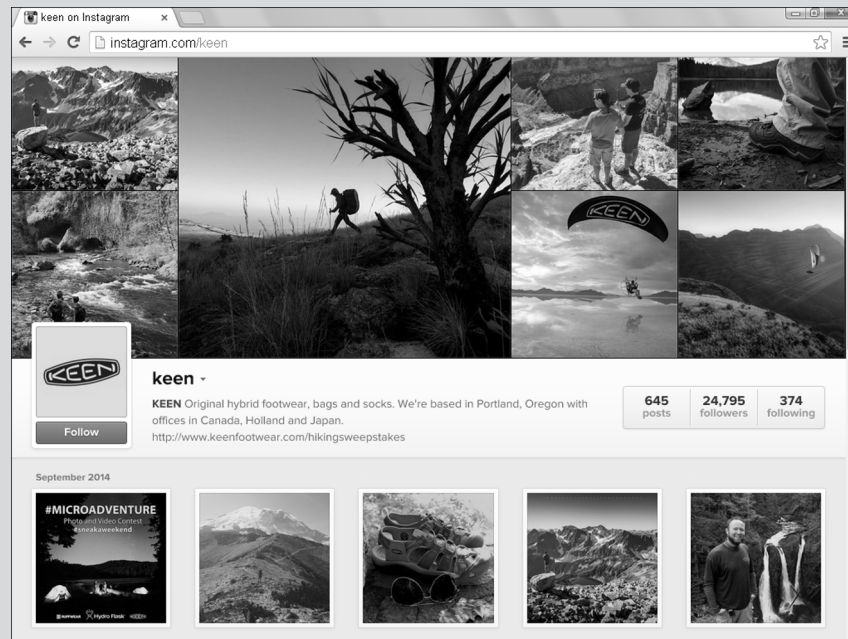 keen on Instagram
instagram.com/keen
KEEN
KEEN
keen
KEEN Original hybrid footwear, bags and socks. We're based in Portland, Oregon with
offices in Canada, Holland and Japan.
http://www.keenfootwear.com/hikingsweepstakes
Follow
645 24,795 374
posts followers following
September 2014
#MICROADVENTURE
Photo and Video Contest
#sneakaweekend
Hydro Flask KEEN